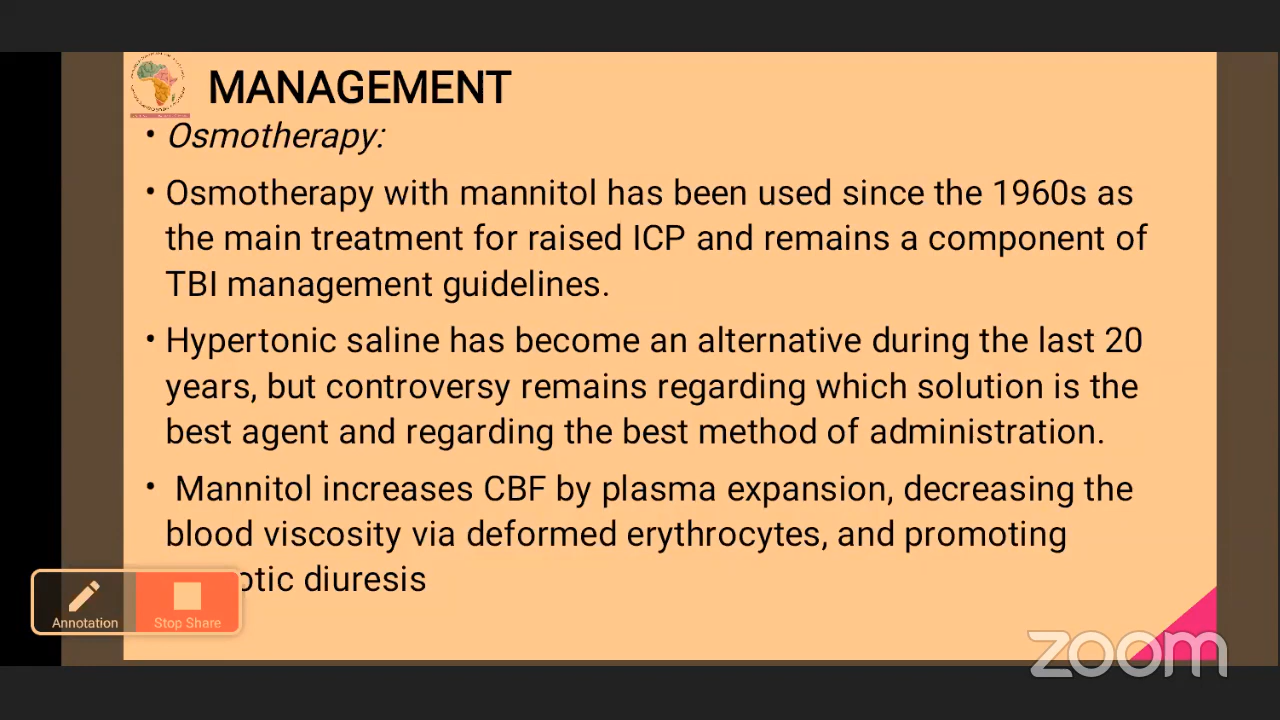 MANAGEMENT
• Osmotherapy:
• Osmotherapy with mannitol has been used since the 1960s as
the main treatment for raised ICP and remains a component of
TBI management guidelines.
• Hypertonic saline has become an alternative during the last 20
years, but controversy remains regarding which solution is the
best agent and regarding the best method of administration.
• Mannitol increases CBF by plasma expansion, decreasing the
blood viscosity via deformed erythrocytes, and promoting
diuresis
Annotation
Stop Share
zoom